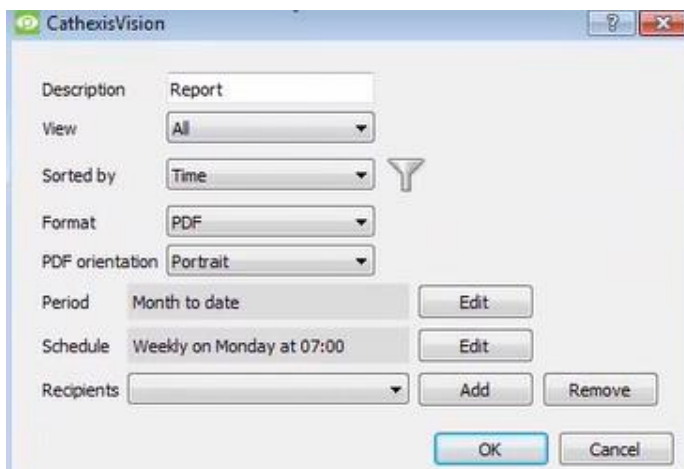 CathexisVision
Description Report
View All
Sorted by Time
Format PDF
PDF orientation Portrait
Period Month to date Edit
Schedule Weekly on Monday at 07:00 Edit
Recipients Add Remove
OK Cancel